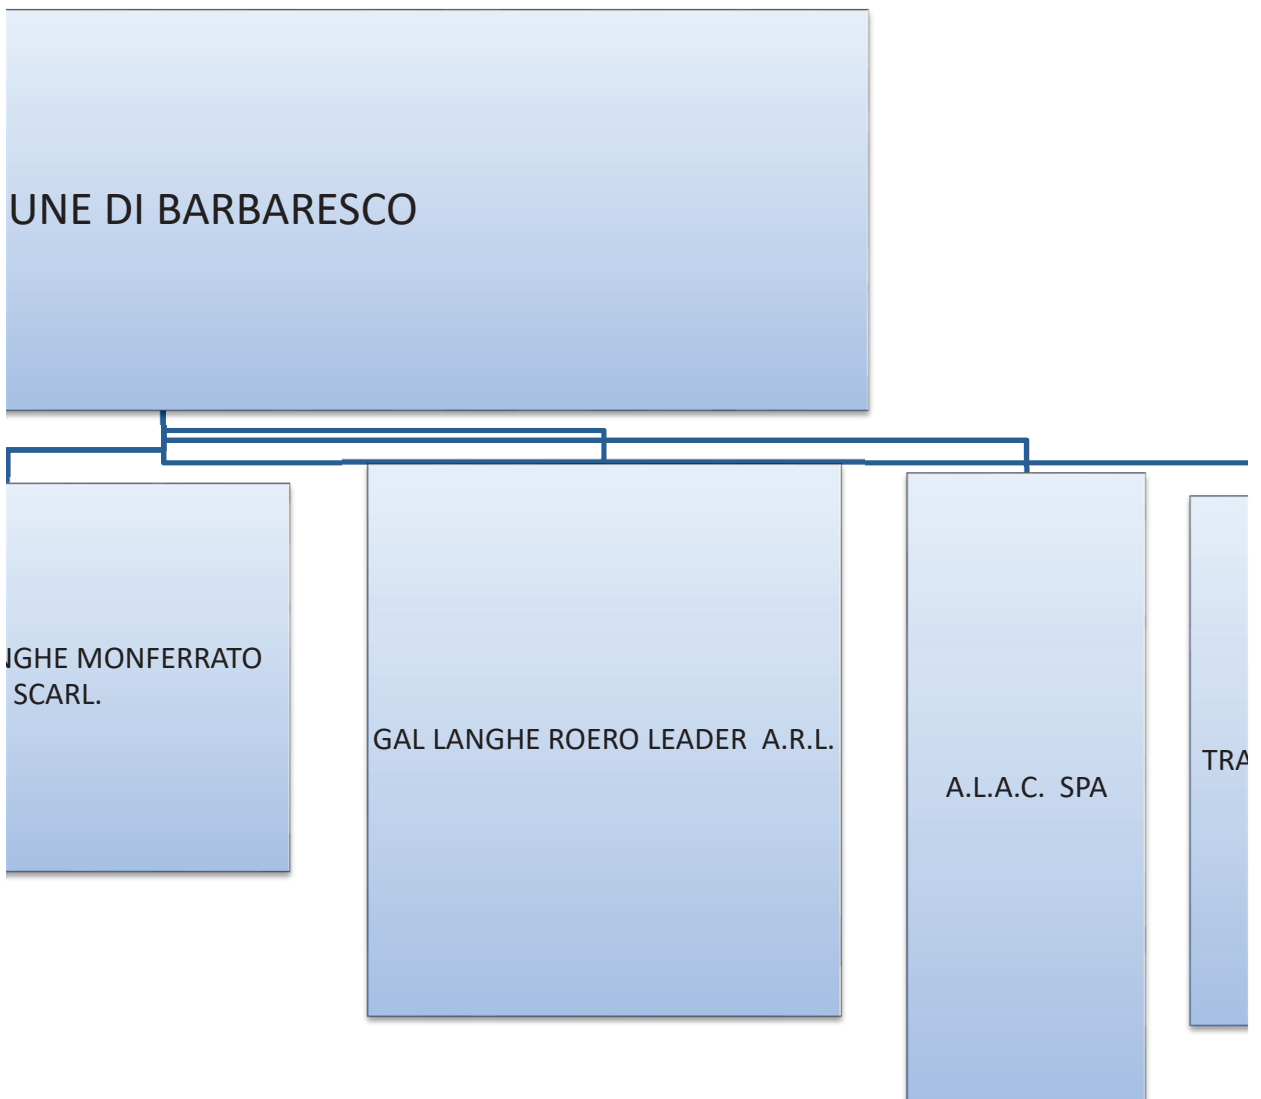 UNE DI BARBARESCO
NGHE MONFERRATO
SCARL.
GAL LANGHE ROERO LEADER  A.R.L.
A.L.A.C.  SPA
TRA